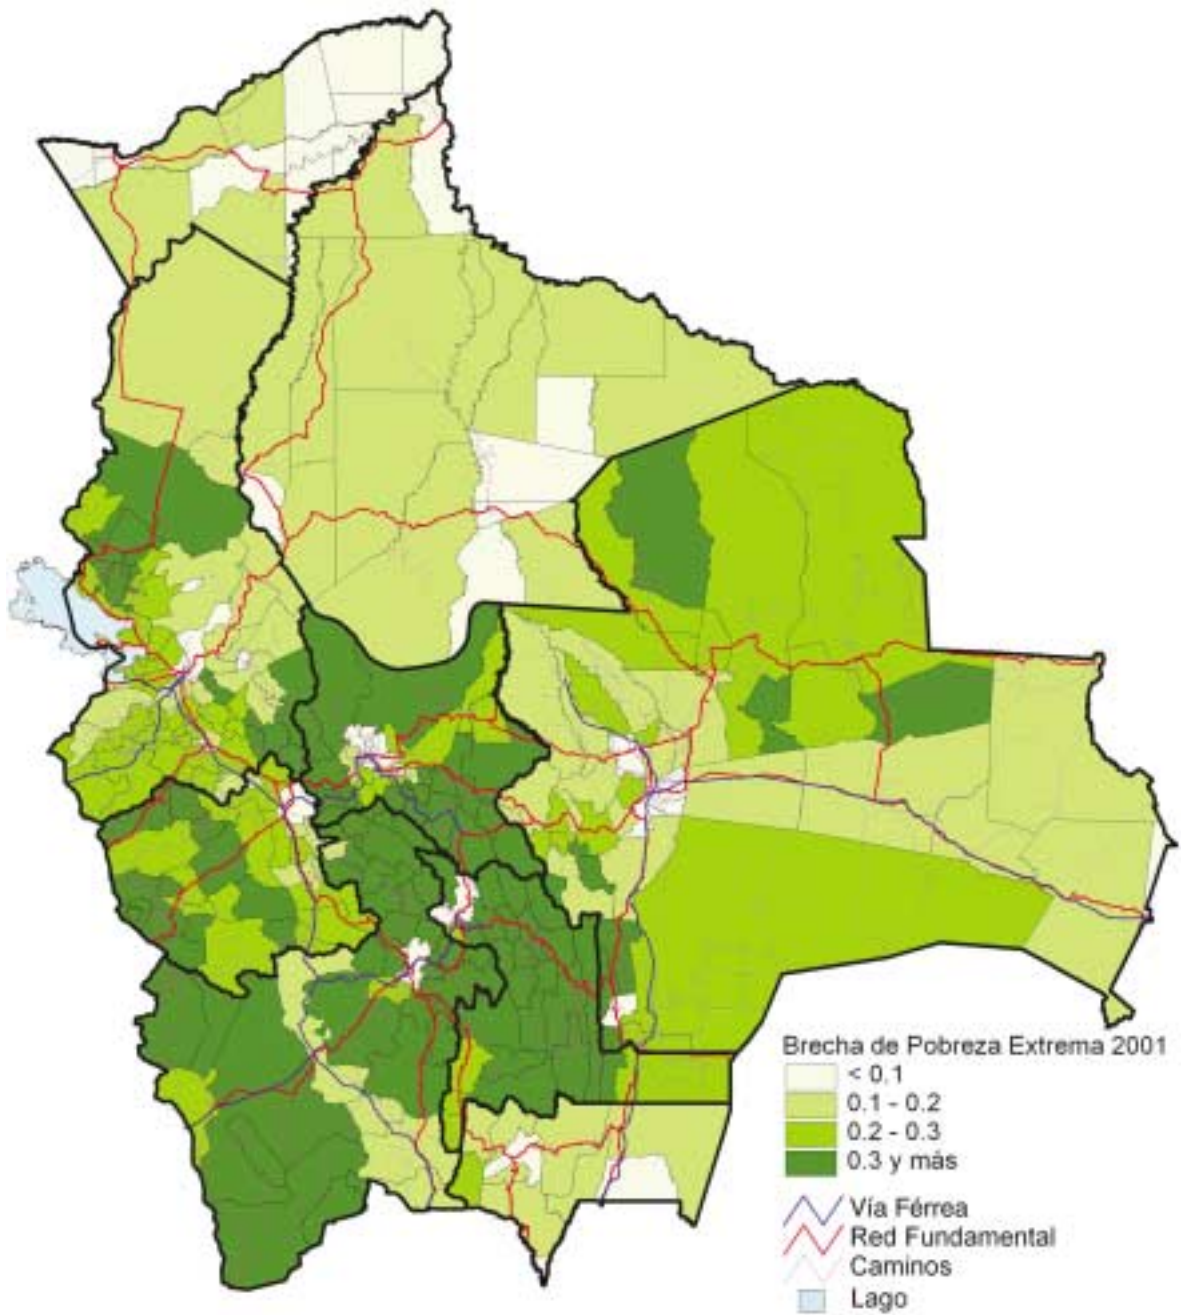 Brecha de Pobreza Extrema 2001
< 0.1
0.1 - 0.2
0.2 - 0.3
0.3 y más
Vía Férrea
Red Fundamental
Caminos
Lago